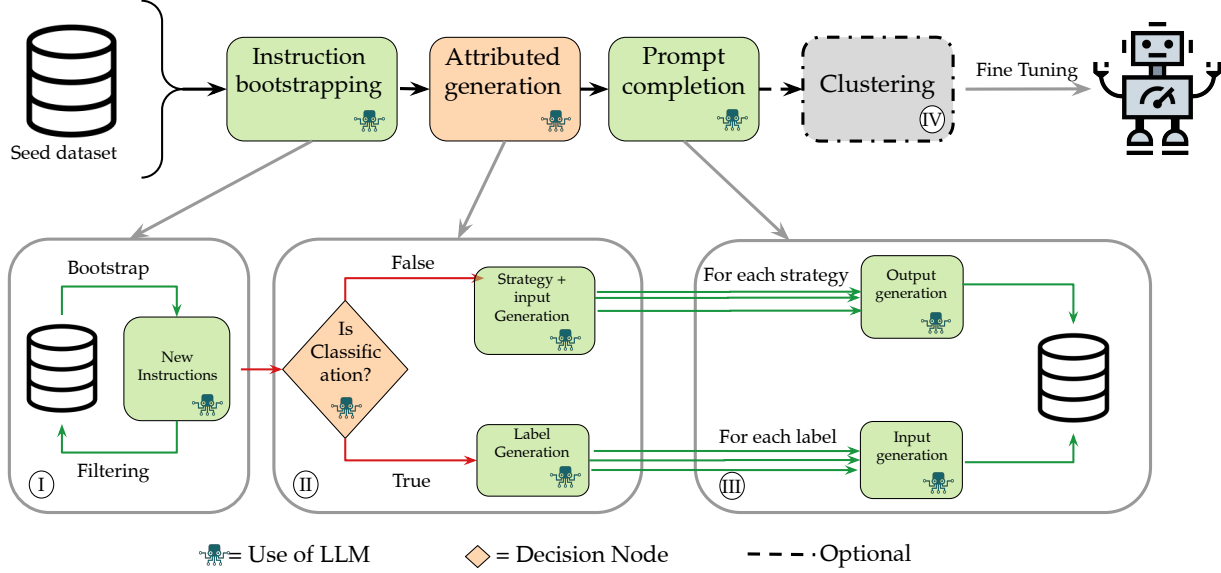 Seed dataset
Instruction
bootstrapping
Attributed
generation
Prompt
completion
Clustering
IV
Fine Tuning
Bootstrap
New
Instructions
Filtering
I
False
Is
Classific
ation?
True
II
Strategy +
input
Generation
Label
Generation
For each strategy
For each label
Output
generation
Input
generation
III
= Use of LLM
= Decision Node
Optional